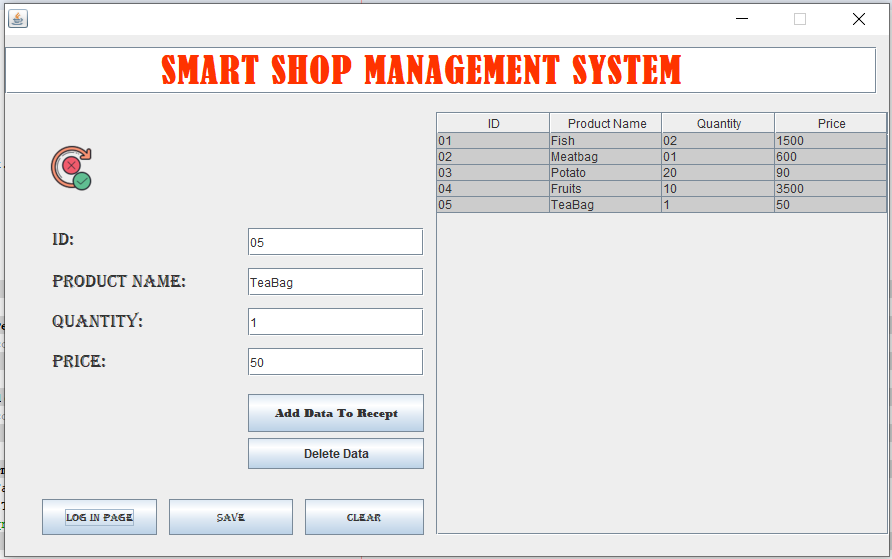 SMART SHOP MANAGEMENT SYSTEM
ID Product Name Quantity Price
01 Fish 02 1500
02 Meatbag 01 600
03 Potato 20 90
04 Fruits 10 3500
05 TeaBag 1 50
ID: 05
PRODUCT NAME: TeaBag
QUANTITY: 1
PRICE: 50
Add Data To Recept
Delete Data
LOG IN PAGE SAVE CLEAR